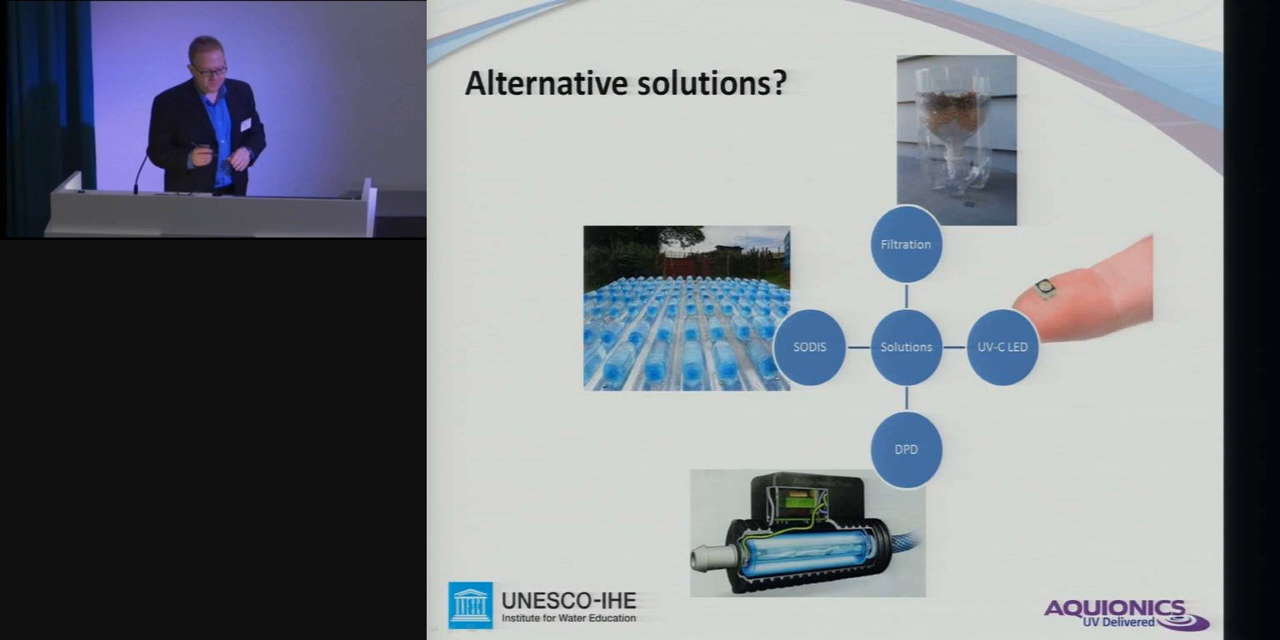 Alternative solutions?
Filtration
SODIS
Solutions
UV-C LED
DPD
UNESCO-IHE
Institute for Water Education
AQUIONICS
UV Delivered